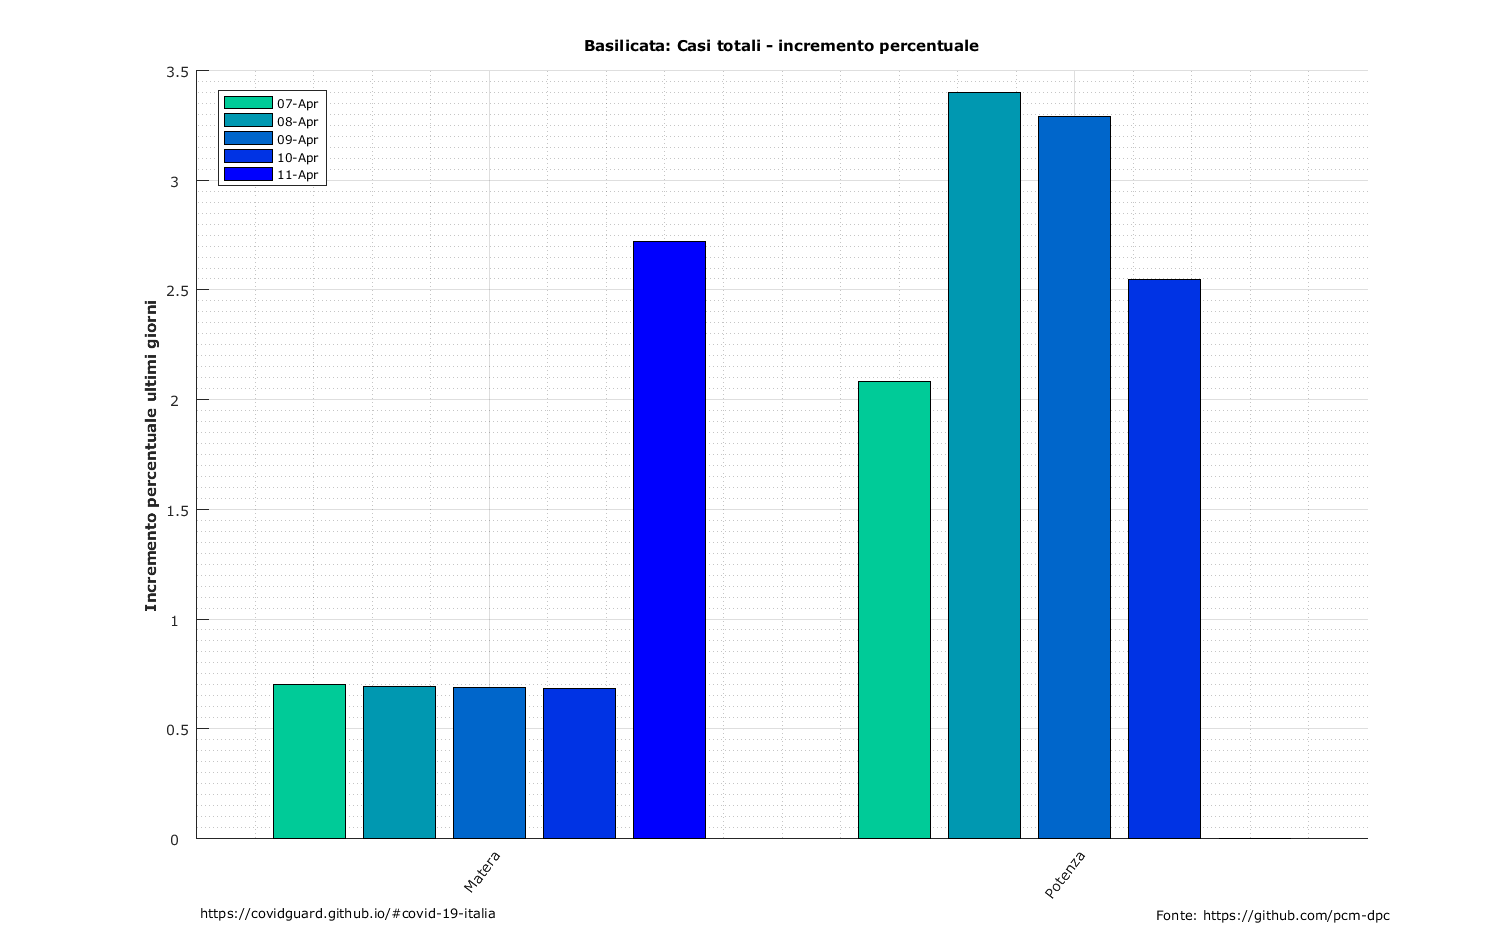 Basilicata: Casi totali - incremento percentuale
3.5
3
2.5
2
1.5
1
0.5
0
Incremento percentuale ultimi giorni
07-Apr
08-Apr
09-Apr
10-Apr
11-Apr
Matera
Potenza
https://covidguard.github.io/#covid-19-italia
Fonte: https://github.com/pcm-dpc